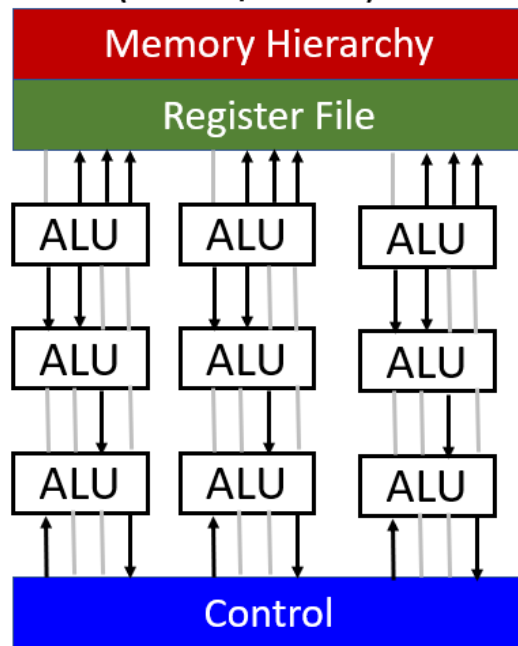 Memory Hierarchy
Register File
ALU ALU ALU
ALU ALU ALU
ALU ALU ALU
Control